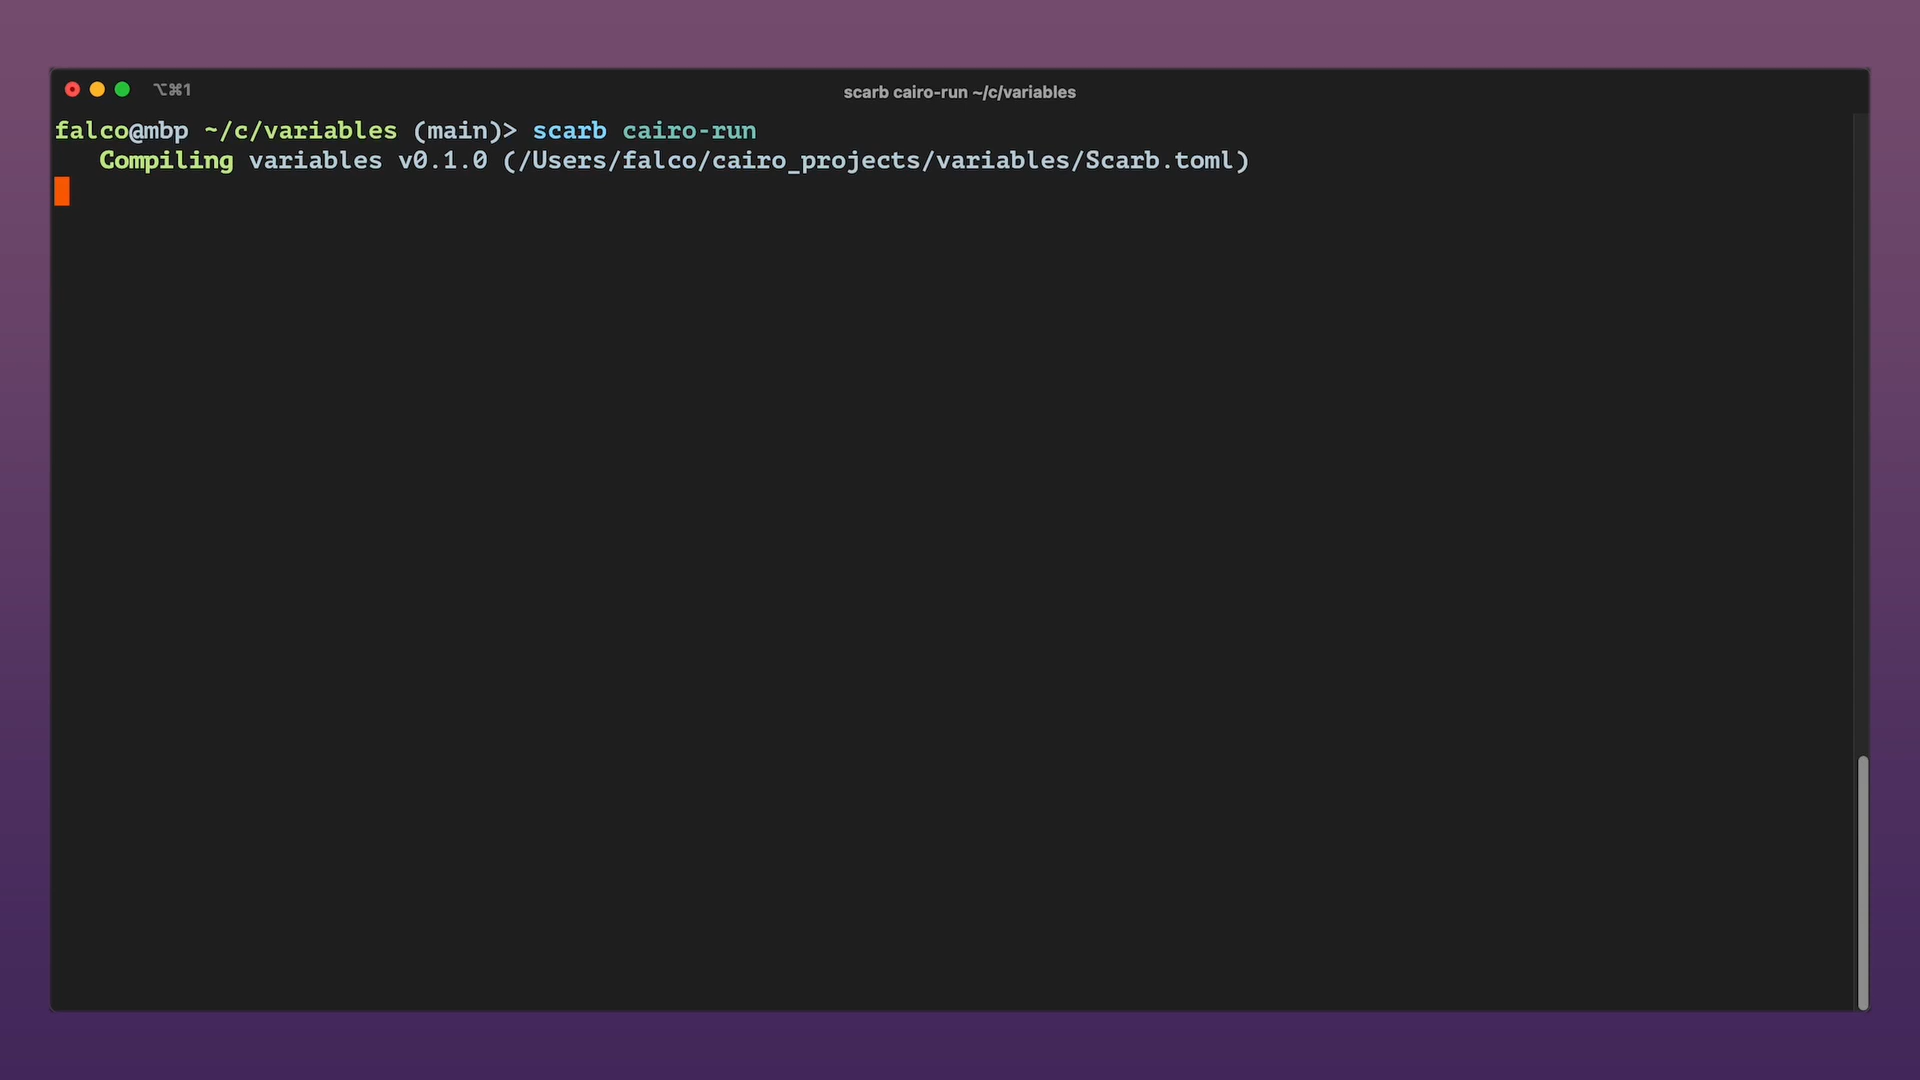 ⌥⌘1
scarb cairo-run ~/c/variables
falco@mbp ~/c/variables (main)> scarb cairo-run
Compiling variables v0.1.0 (/Users/falco/cairo_projects/variables/Scarb.toml)